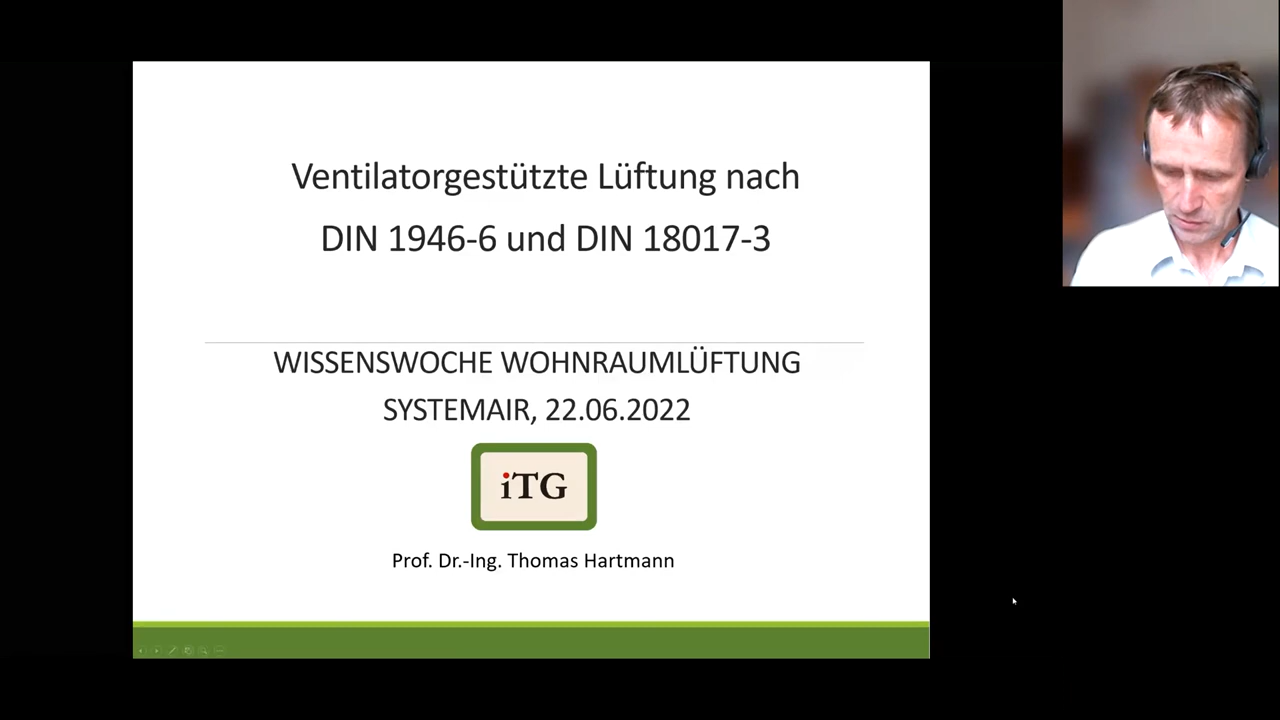 Ventilatorgestützte Lüftung nach
DIN 1946-6 und DIN 18017-3
WISSENSWOCHE WOHNRAUMLÜFTUNG
SYSTEMAIR, 22.06.2022
iTG
Prof. Dr.-Ing. Thomas Hartmann